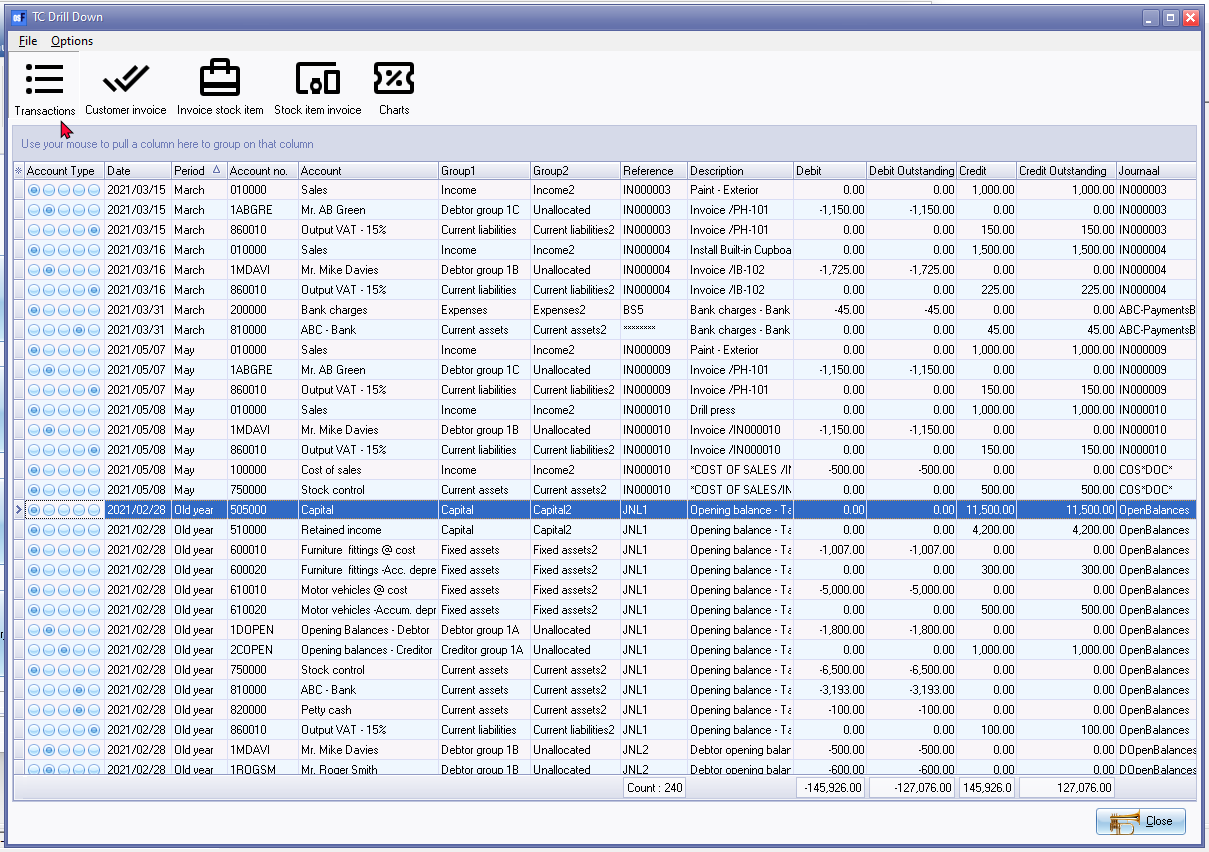 TC Drill Down
File Options
Transactions Customer invoice Invoice stock item Stock item invoice Charts
Use your mouse to pull a column here to group on that column
Account Type Date Period Account no. Account Group1 Group2 Reference Description Debit Debit Outstanding Credit Credit Outstanding Journaal
2021/03/15 March 010000 Sales Income Income2 IN000003 Paint - Exterior 0.00 0.00 1,000.00 1,000.00 IN000003
2021/03/15 March 1ABGRE Mr. AB Green Debtor group 1C Unallocated IN000003 Invoice /PH-101 -1,150.00 -1,150.00 0.00 0.00 IN000003
2021/03/15 March 860010 Output VAT - 15% Current liabilities Current liabilities2 IN000003 Invoice /PH-101 0.00 0.00 150.00 150.00 IN000003
2021/03/16 March 010000 Sales Income Income2 IN000004 Install Built-in Cupboa 0.00 0.00 1,500.00 1,500.00 IN000004
2021/03/16 March 1MDAVI Mr. Mike Davies Debtor group 1B Unallocated IN000004 Invoice /IB-102 -1,725.00 -1,725.00 0.00 0.00 IN000004
2021/03/16 March 860010 Output VAT - 15% Current liabilities Current liabilities2 IN000004 Invoice /IB-102 0.00 0.00 225.00 225.00 IN000004
2021/03/31 March 200000 Bank charges Expenses Expenses2 BS5 Bank charges - Bank -45.00 -45.00 0.00 0.00 ABC-PaymentsB
2021/03/31 March 810000 ABC - Bank Current assets Current assets2 ******** Bank charges - Bank 0.00 0.00 45.00 45.00 ABC-PaymentsB
2021/05/07 May 010000 Sales Income Income2 IN000009 Paint - Exterior 0.00 0.00 1,000.00 1,000.00 IN000009
2021/05/07 May 1ABGRE Mr. AB Green Debtor group 1C Unallocated IN000009 Invoice /PH-101 -1,150.00 -1,150.00 0.00 0.00 IN000009
2021/05/07 May 860010 Output VAT - 15% Current liabilities Current liabilities2 IN000009 Invoice /PH-101 0.00 0.00 150.00 150.00 IN000009
2021/05/08 May 010000 Sales Income Income2 IN000010 Drill press 0.00 0.00 1,000.00 1,000.00 IN000010
2021/05/08 May 1MDAVI Mr. Mike Davies Debtor group 1B Unallocated IN000010 Invoice /IN000010 -1,150.00 -1,150.00 0.00 0.00 IN000010
2021/05/08 May 860010 Output VAT - 15% Current liabilities Current liabilities2 IN000010 Invoice /IN000010 0.00 0.00 150.00 150.00 IN000010
2021/05/08 May 100000 Cost of sales Income Income2 IN000010 *COST OF SALES /IN -500.00 -500.00 0.00 0.00 COS*DOC*
2021/05/08 May 750000 Stock control Current assets Current assets2 IN000010 *COST OF SALES/IN 0.00 0.00 500.00 500.00 COS*DOC*
2021/02/28 Old year 505000 Capital Capital Capital2 JNL1 Opening balance - Ta 0.00 0.00 11,500.00 11,500.00 OpenBalances
2021/02/28 Old year 510000 Retained income Capital Capital2 JNL1 Opening balance - Ta 0.00 0.00 4,200.00 4,200.00 OpenBalances
2021/02/28 Old year 600010 Furniture fittings @ cost Fixed assets Fixed assets2 JNL1 Opening balance - Ta -1,007.00 -1,007.00 0.00 0.00 OpenBalances
2021/02/28 Old year 600020 Furniture fittings -Acc. depre Fixed assets Fixed assets2 JNL1 Opening balance - Ta 0.00 0.00 300.00 300.00 OpenBalances
2021/02/28 Old year 610010 Motor vehicles @ cost Fixed assets Fixed assets2 JNL1 Opening balance - Ta -5,000.00 -5,000.00 0.00 0.00 OpenBalances
2021/02/28 Old year 610020 Motor vehicles -Accum. depr Fixed assets Fixed assets2 JNL1 Opening balance - Ta 0.00 0.00 500.00 500.00 OpenBalances
2021/02/28 Old year 1DOPEN Opening Balances - Debtor Debtor group 1A Unallocated JNL1 Opening balance - Ta -1,800.00 -1,800.00 0.00 0.00 OpenBalances
2021/02/28 Old year 2COPEN Opening balances - Creditor Creditor group 1A Unallocated JNL1 Opening balance - Ta 0.00 0.00 1,000.00 1,000.00 OpenBalances
2021/02/28 Old year 750000 Stock control Current assets Current assets2 JNL1 Opening balance - Ta -6,500.00 -6,500.00 0.00 0.00 OpenBalances
2021/02/28 Old year 810000 ABC - Bank Current assets Current assets2 JNL1 Opening balance - Ta -3,193.00 -3,193.00 0.00 0.00 OpenBalances
2021/02/28 Old year 820000 Petty cash Current assets Current assets2 JNL1 Opening balance - Ta -100.00 -100.00 0.00 0.00 OpenBalances
2021/02/28 Old year 860010 Output VAT - 15% Current liabilities Current liabilities2 JNL1 Opening balance - Ta 0.00 0.00 100.00 100.00 OpenBalances
2021/02/28 Old year 1MDAVI Mr. Mike Davies Debtor group 1B Unallocated JNL2 Debtor opening balar -500.00 -500.00 0.00 0.00 DOpenBalances
2021/02/28 Old year 1ROGSM Mr. Roger Smith Debtor group 1B Unallocated JNL2 Debtor opening balar -600.00 -600.00 0.00 0.00 DOpenBalances
Count : 240 -145,926.00 -127,076.00 145,926.0 127,076.00
Close